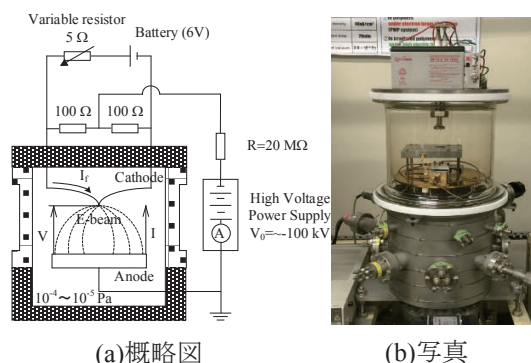 Variable resistor
5 Ω
Battery (6V)
100 Ω
100 Ω
R=20 MΩ
I_f
Cathode
E-beam
V
I
High Voltage
Power Supply
V₀=~-100 kV
A
Anode
10⁻⁴～10⁻⁵ Pa
(a)概略図
(b)写真